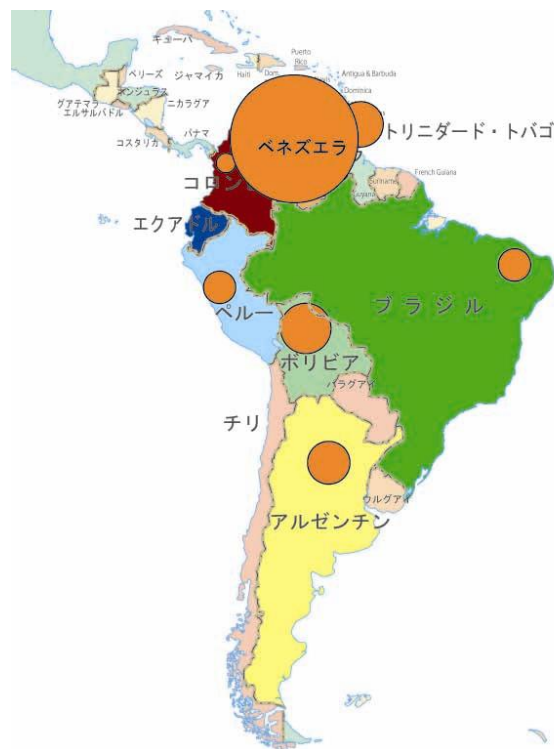 キューバ
ベリーズ
ジャマイカ
Haiti
Dom.
Puerto
Rico
Antigua & Barbuda
Dominica
ホンジュラス
グアテマラ
エルサルバドル
ニカラグア
コスタリカ
パナマ
トリニダード・トバゴ
ベネズエラ
コロンビ
Suriname
French Guiana
エクアドル
ペルー
ブラジル
ボリビア
パラグアイ
チリ
ウルグアイ
アルゼンチン